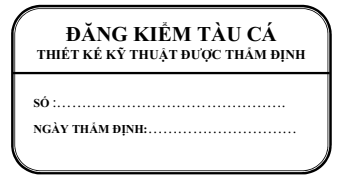 ĐĂNG KIỂM TÀU CÁ
THIẾT KẾ KỸ THUẬT ĐƯỢC THẨM ĐỊNH
SỐ :………………………………………
NGÀY THẨM ĐỊNH:…………………………